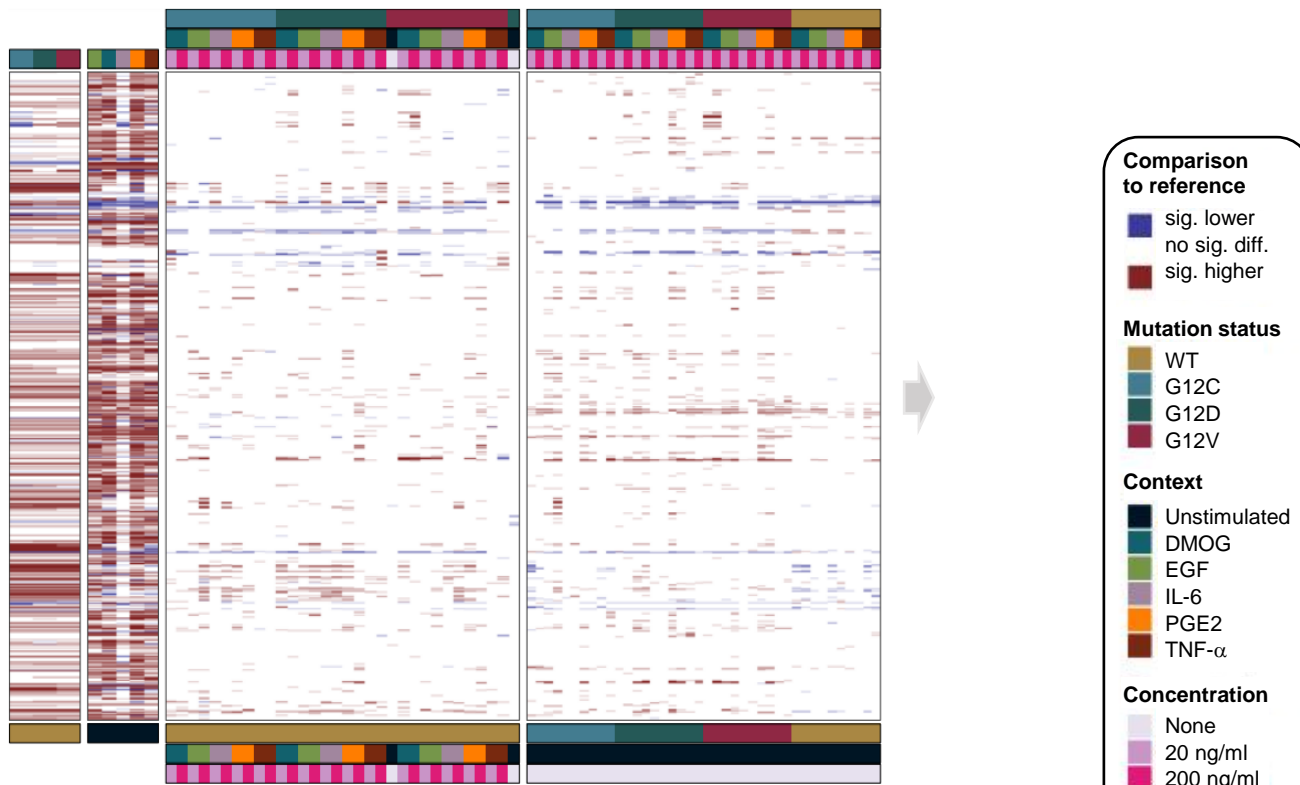 Comparison
to reference
sig. lower
no sig. diff.
sig. higher
Mutation status
WT
G12C
G12D
G12V
Context
Unstimulated
DMOG
EGF
IL-6
PGE2
TNF-α
Concentration
None
20 ng/ml
200 ng/ml